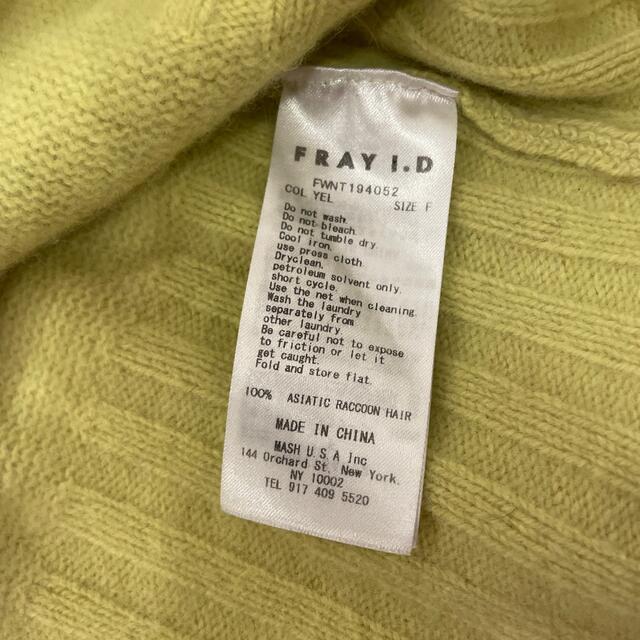 FRAY I.D
FWNT194052
COL YEL SIZE F
Do not wash.
Do not bleach.
Do not tumble dry.
Cool iron.
use press cloth.
Dryclean.
petroleum solvent only.
short cycle.
Use the net when cleaning.
Wash the laundry
separately from
other laundry.
Be careful not to expose
to friction or let it
get caught.
Fold and store flat.
100% ASIATIC RACCOON HAIR
MADE IN CHINA
MASH U.S.A Inc
144 Orchard St. New York.
NY 10002
TEL 917 409 5520